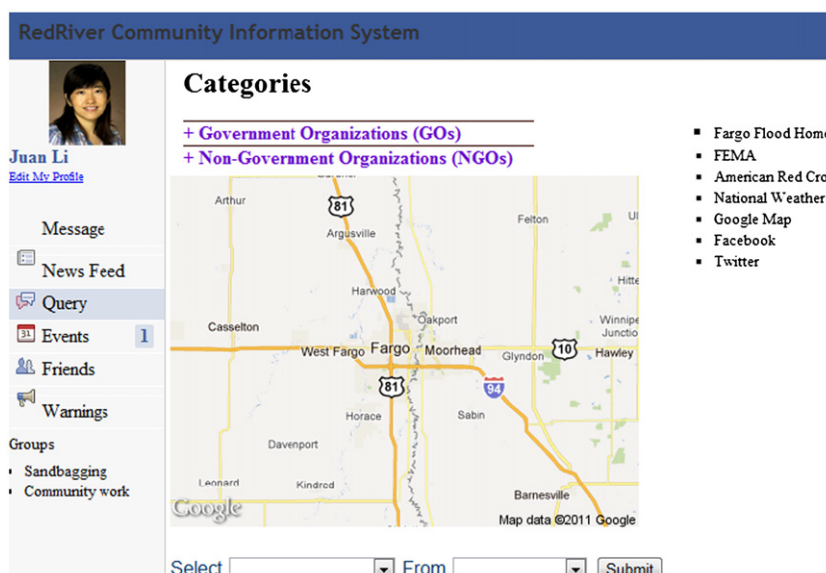 RedRiver Community Information System
Juan Li
Edit My Profile
Message
News Feed
Query
31 Events 1
Friends
Warnings
Groups
Sandbagging
Community work
Categories
+ Government Organizations (GOs)
+ Non-Government Organizations (NGOs)
Arthur
81
Argusville
Felton
Harwood
Casselton
Oakport
West Fargo Fargo Moorhead
Glyndon
10
Hawley
81
94
Horace
Sabin
Davenport
Leonard
Kindred
Barnesville
Google
Map data ©2011 Google
Select From Submit
Fargo Flood
FEMA
American Red
National Weather
Google Map
Facebook
Twitter